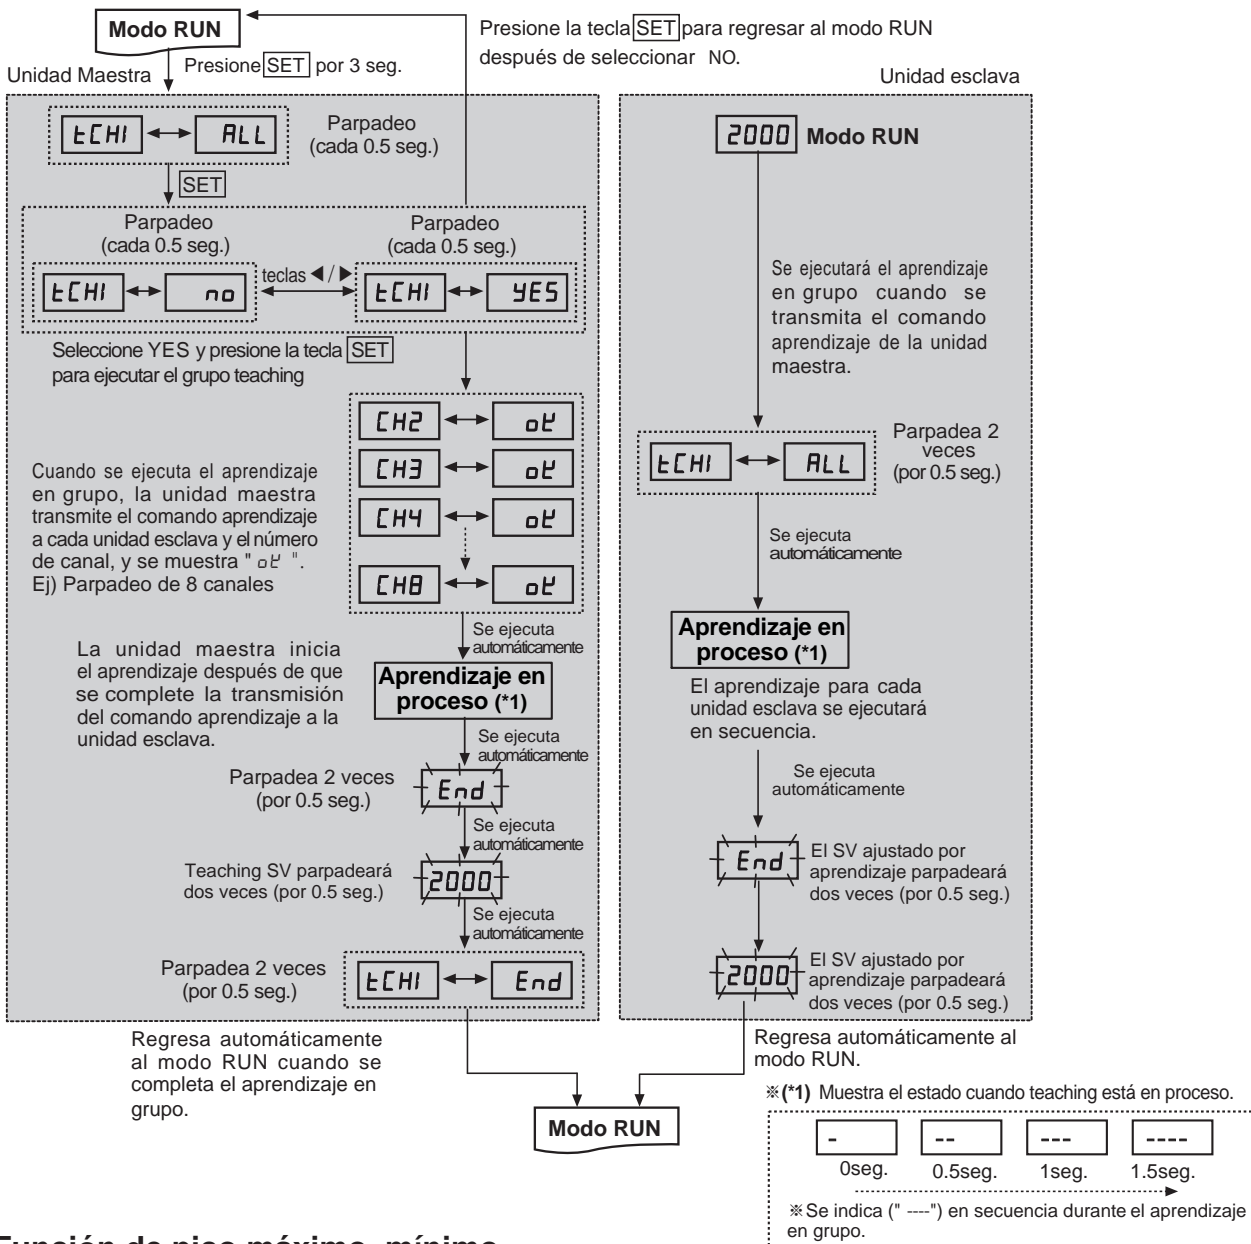 Modo RUN
Presione la tecla SET para regresar al modo RUN
después de seleccionar NO.
Presione SET por 3 seg.
Unidad Maestra
Unidad esclava
tCHI
ALL
Parpadeo
(cada 0.5 seg.)
SET
Parpadeo
(cada 0.5 seg.)
Parpadeo
(cada 0.5 seg.)
tCHI
no
teclas ◀/▶
tCHI
YES
Seleccione YES y presione la tecla SET
para ejecutar el grupo teaching
CH2
oK
CH3
oK
CH4
oK
CH8
oK
Cuando se ejecuta el aprendizaje
en grupo, la unidad maestra
transmite el comando aprendizaje
a cada unidad esclava y el número
de canal, y se muestra " oK ".
Ej) Parpadeo de 8 canales
Se ejecuta
automáticamente
La unidad maestra inicia
el aprendizaje después de que
se complete la transmisión
del comando aprendizaje a la
unidad esclava.
Aprendizaje en
proceso (*1)
Se ejecuta
automáticamente
Parpadea 2 veces
(por 0.5 seg.)
End
Se ejecuta
automáticamente
Teaching SV parpadeará
dos veces (por 0.5 seg.)
2000
Se ejecuta
automáticamente
Parpadea 2 veces
(por 0.5 seg.)
tCHI
End
Regresa automáticamente
al modo RUN cuando se
completa el aprendizaje en
grupo.
2000 Modo RUN
Se ejecutará el aprendizaje
en grupo cuando se
transmita el comando
aprendizaje de la unidad
maestra.
tCHI
ALL
Parpadea 2
veces
(por 0.5 seg.)
Se ejecuta
automáticamente
Aprendizaje en
proceso (*1)
El aprendizaje para cada
unidad esclava se ejecutará
en secuencia.
Se ejecuta
automáticamente
End
El SV ajustado por
aprendizaje parpadeará
dos veces (por 0.5 seg.)
2000
El SV ajustado por
aprendizaje parpadeará
dos veces (por 0.5 seg.)
Regresa automáticamente al
modo RUN.
Modo RUN
※(*1) Muestra el estado cuando teaching está en proceso.
-
--
---
----
0seg.
0.5seg.
1seg.
1.5seg.
※Se indica (" ----") en secuencia durante el aprendizaje
en grupo.
Función de pico máximo, mínimo